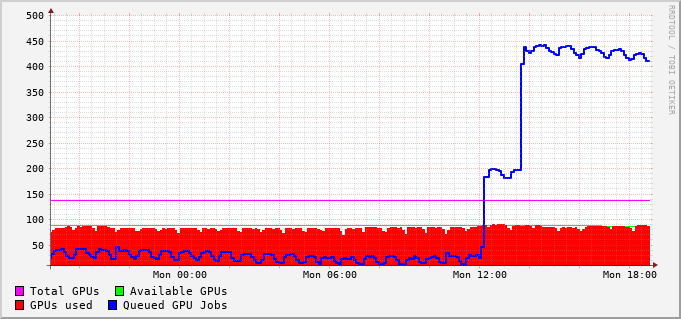 500
450
400
350
300
250
200
150
100
50
Mon 00:00 Mon 06:00 Mon 12:00 Mon 18:00
Total GPUs Available GPUs
GPUs used Queued GPU Jobs
RRDTOOL / TOBI OETIKER